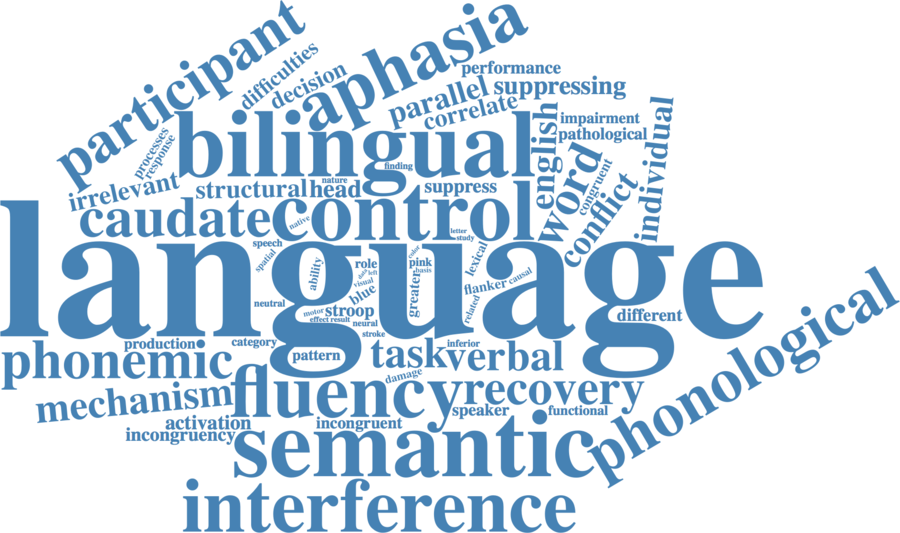 participant
difficulties
decision
aphasia
performance
parallel
suppressing
correlate
processes
response
bilingual
finding
english
impairment
pathological
individual
word
congruent
conflict
irrelevant
structural
head
nature
suppress
caudate
control
native
letter
study
language
speech
spatial
ability
role
data
left
visual
blue
color
pink
basis
greater
lexical
flanker
causal
related
neutral
motor
stroop
effect
result
neural
stroke
different
phonological
production
category
pattern
inferior
phonemic
task
verbal
damage
mechanism
fluency
recovery
speaker
functional
activation
incongruent
incongruency
semantic
interference